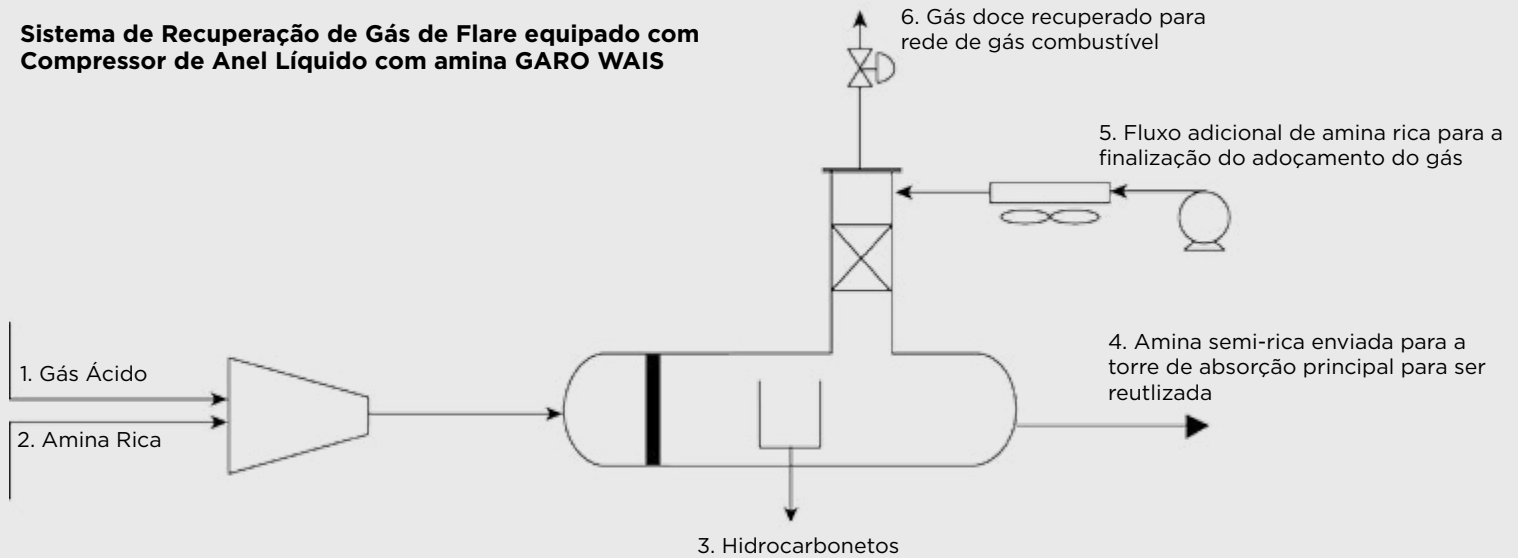 Sistema de Recuperação de Gás de Flare equipado com
Compressor de Anel Líquido com amina GARO WAIS
6. Gás doce recuperado para
rede de gás combustível
5. Fluxo adicional de amina rica para a
finalização do adoçamento do gás
1. Gás Ácido
2. Amina Rica
4. Amina semi-rica enviada para a
torre de absorção principal para ser
reutlizada
3. Hidrocarbonetos